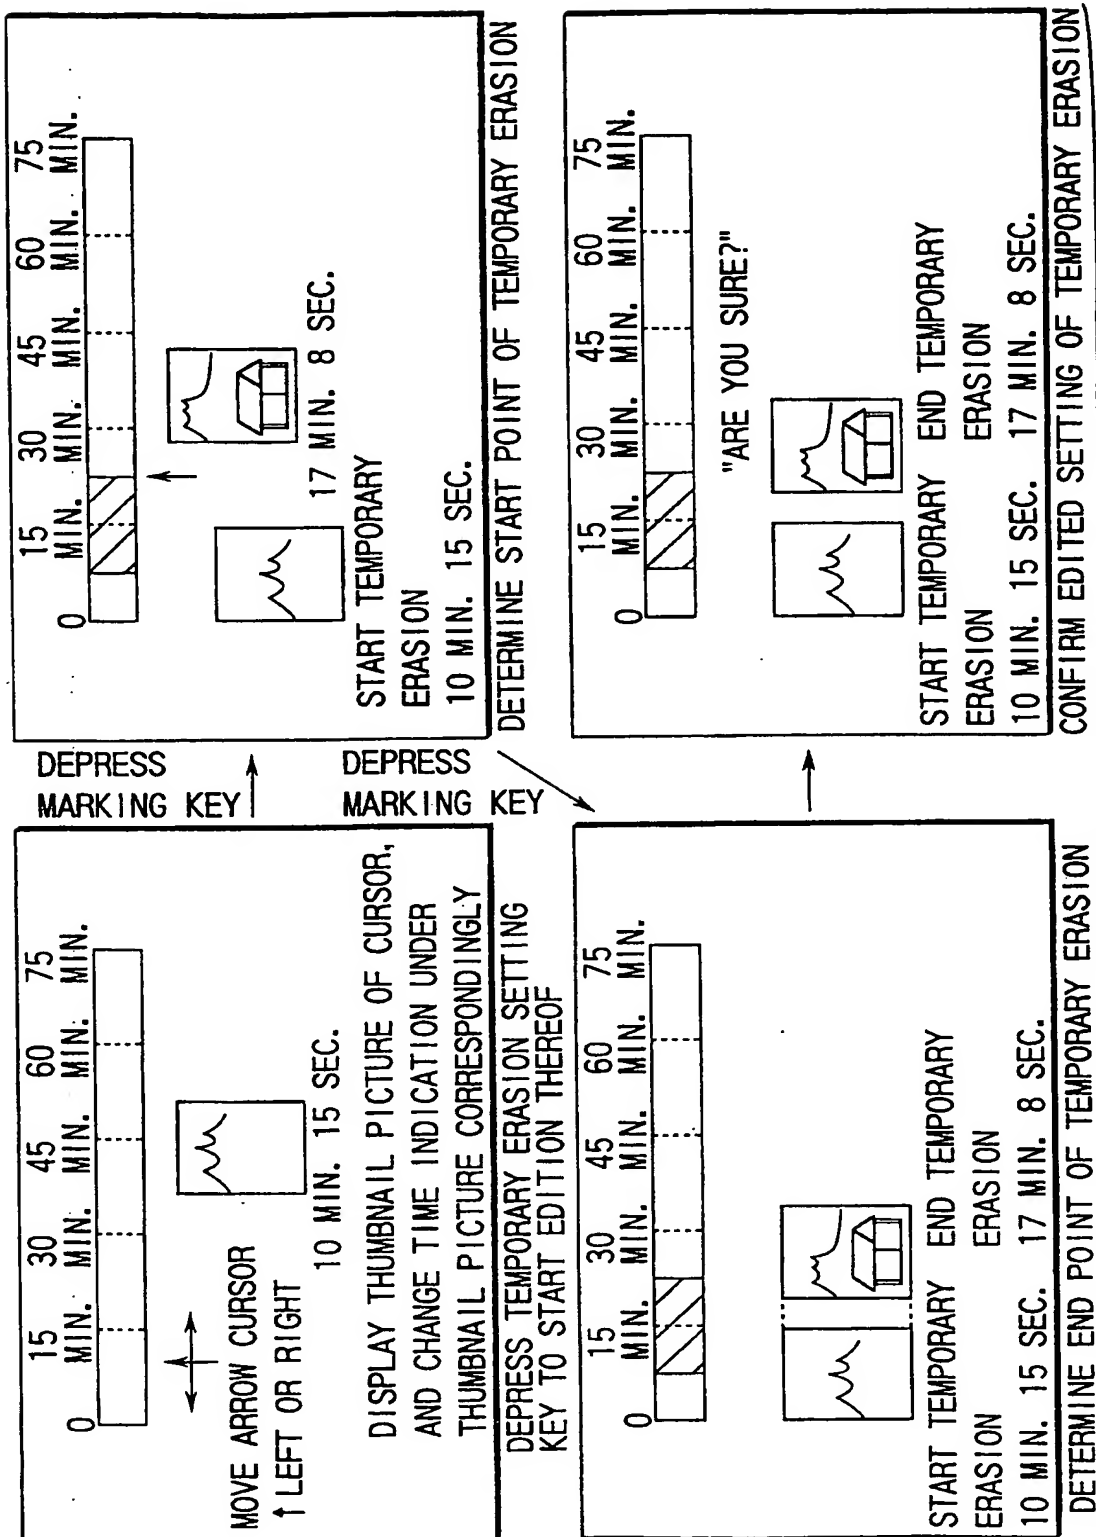 15 30 45 60 75
0 MIN. MIN. MIN. MIN. MIN.
MOVE ARROW CURSOR
↑ LEFT OR RIGHT
10 MIN. 15 SEC.
DISPLAY THUMBNAIL PICTURE OF CURSOR,
AND CHANGE TIME INDICATION UNDER
THUMBNAIL PICTURE CORRESPONDINGLY
DEPRESS TEMPORARY ERASION SETTING
KEY TO START EDITION THEREOF
DEPRESS
MARKING KEY
15 30 45 60 75
0 MIN. MIN. MIN. MIN. MIN.
17 MIN. 8 SEC.
START TEMPORARY
ERASION
10 MIN. 15 SEC.
DETERMINE START POINT OF TEMPORARY ERASION
DEPRESS
MARKING KEY
15 30 45 60 75
0 MIN. MIN. MIN. MIN. MIN.
START TEMPORARY END TEMPORARY
ERASION ERASION
10 MIN. 15 SEC. 17 MIN. 8 SEC.
DETERMINE END POINT OF TEMPORARY ERASION
15 30 45 60 75
0 MIN. MIN. MIN. MIN. MIN.
"ARE YOU SURE?"
START TEMPORARY END TEMPORARY
ERASION ERASION
10 MIN. 15 SEC. 17 MIN. 8 SEC.
CONFIRM EDITED SETTING OF TEMPORARY ERASION